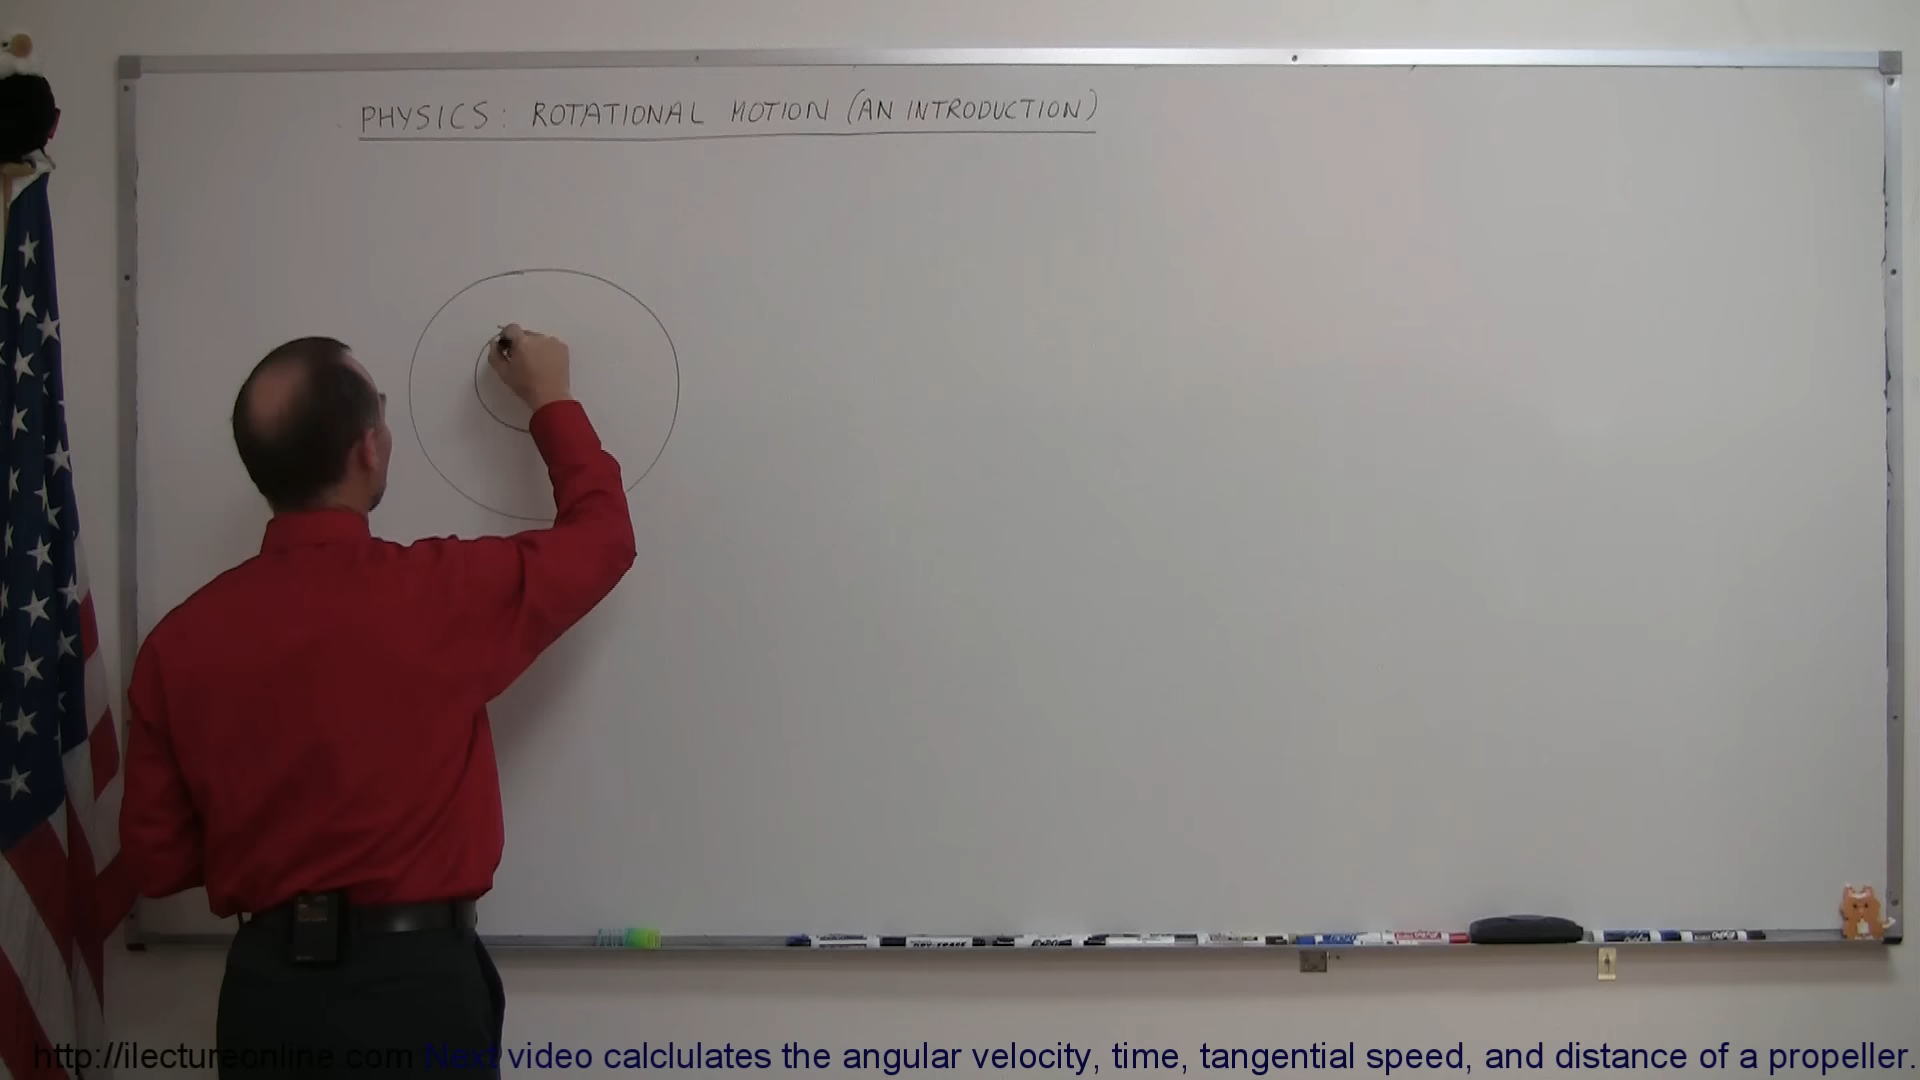 PHYSICS: ROTATIONAL MOTION (AN INTRODUCTION)
http://ilectureonline.com Next video calclulates the angular velocity, time, tangential speed, and distance of a propeller.